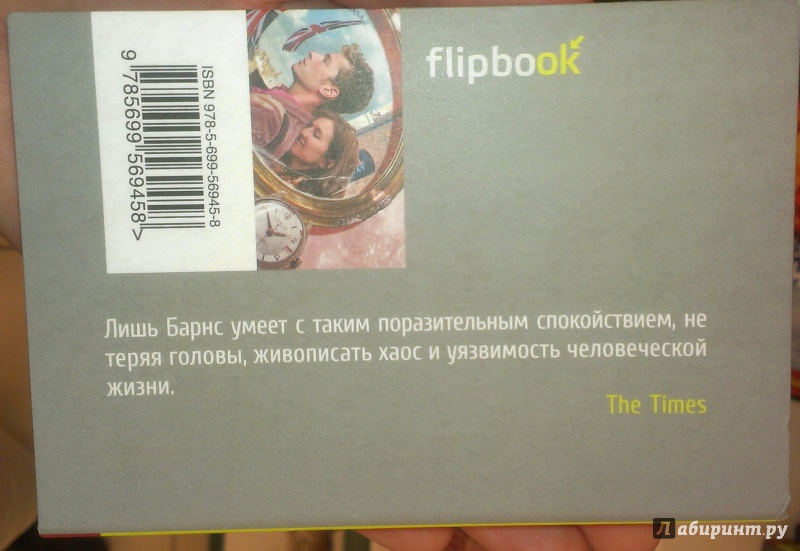 flipbook
ISBN 978-5-699-56945-8
9 785699 569458 >
Лишь Барнс умеет с таким поразительным спокойствием, не
теряя головы, живописать хаос и уязвимость человеческой
жизни.
The Times
Лабиринт.ру